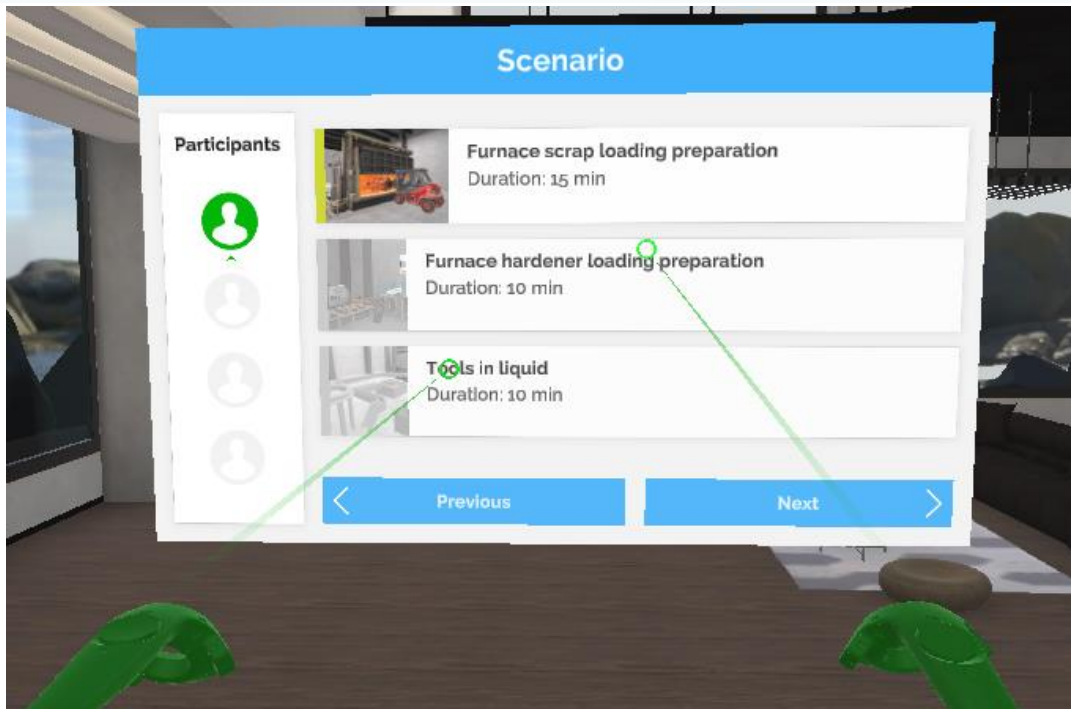 Scenario
Participants
Furnace scrap loading preparation
Duration: 15 min
Furnace hardener loading preparation
Duration: 10 min
Tools in liquid
Duration: 10 min
Previous
Next